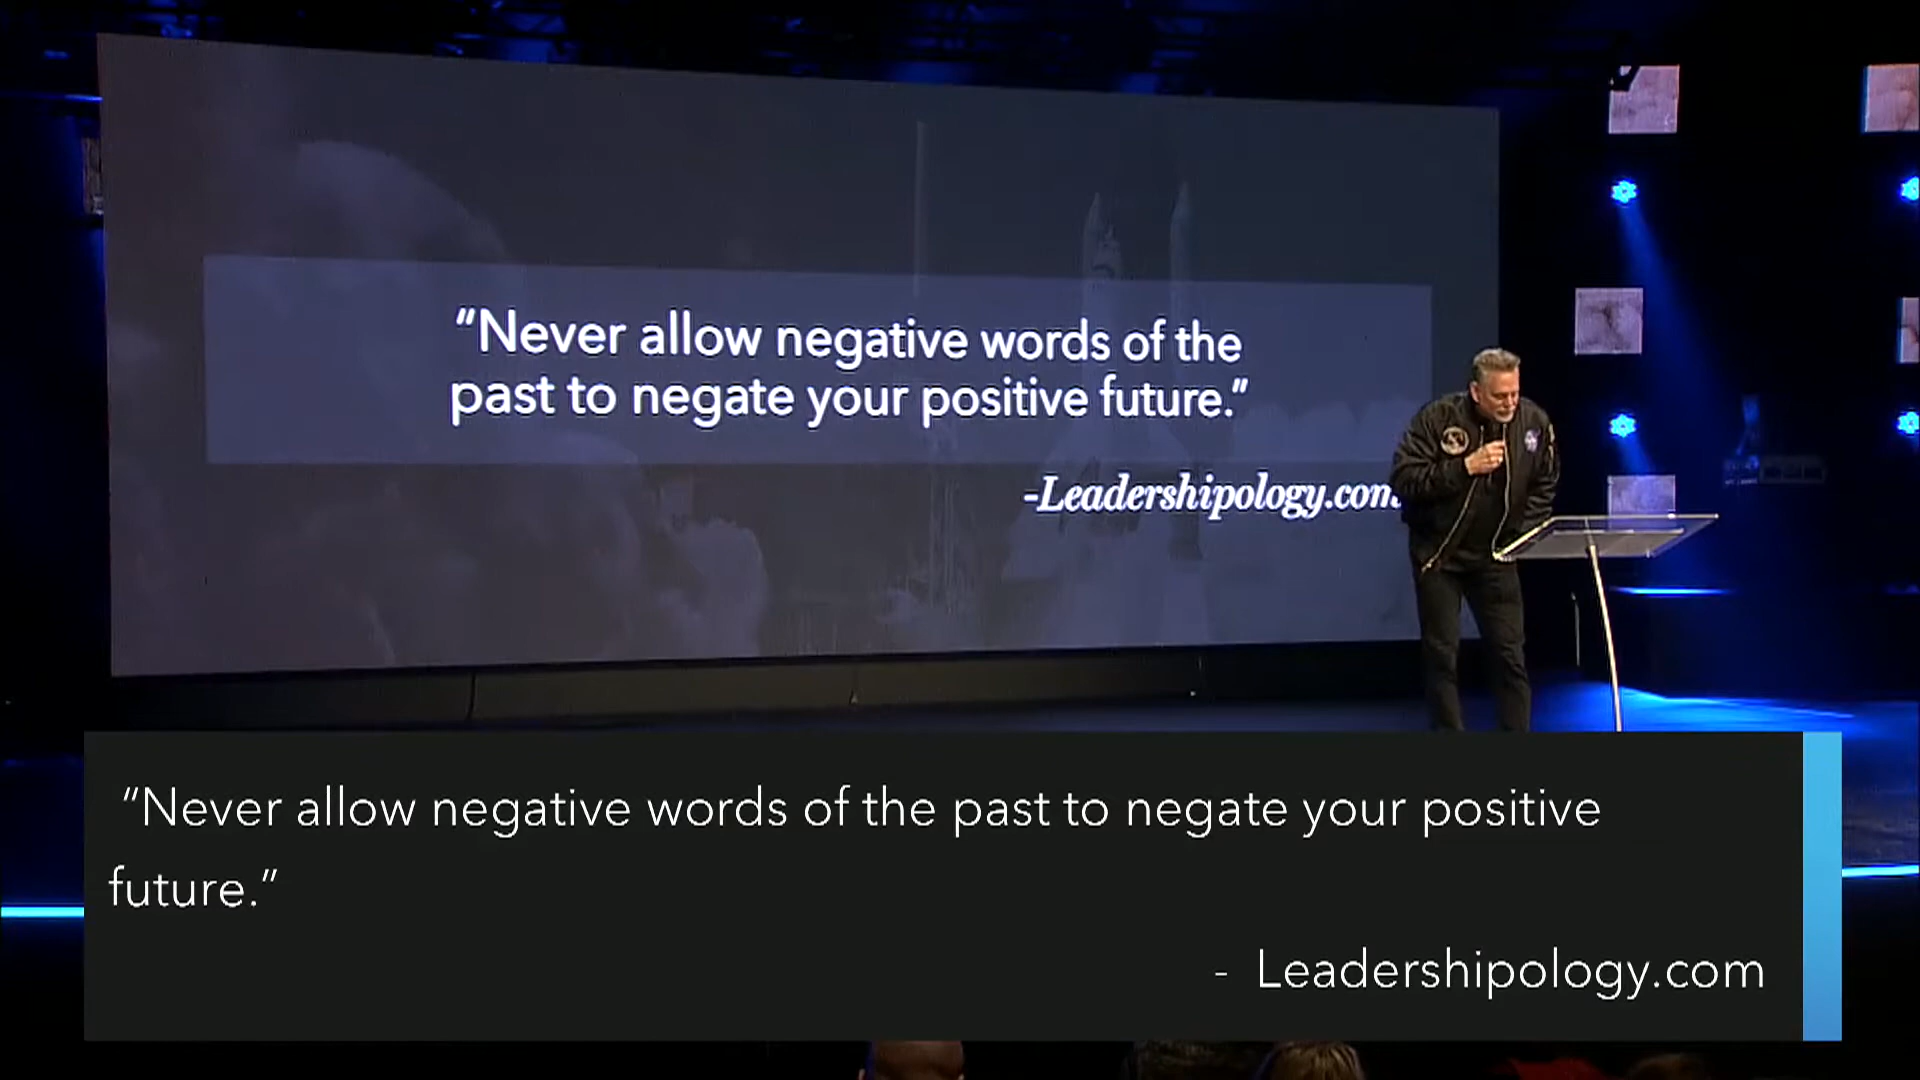 “Never allow negative words of the
past to negate your positive future.”
-Leadershipology.com
“Never allow negative words of the past to negate your positive
future.”
- Leadershipology.com